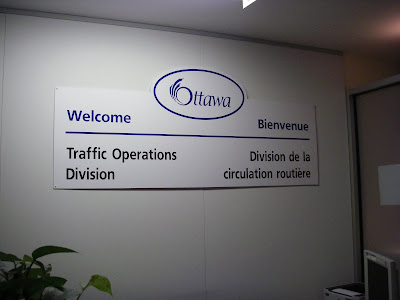 Ottawa
Welcome
Bienvenue
Traffic Operations
Division
Division de la
circulation routière